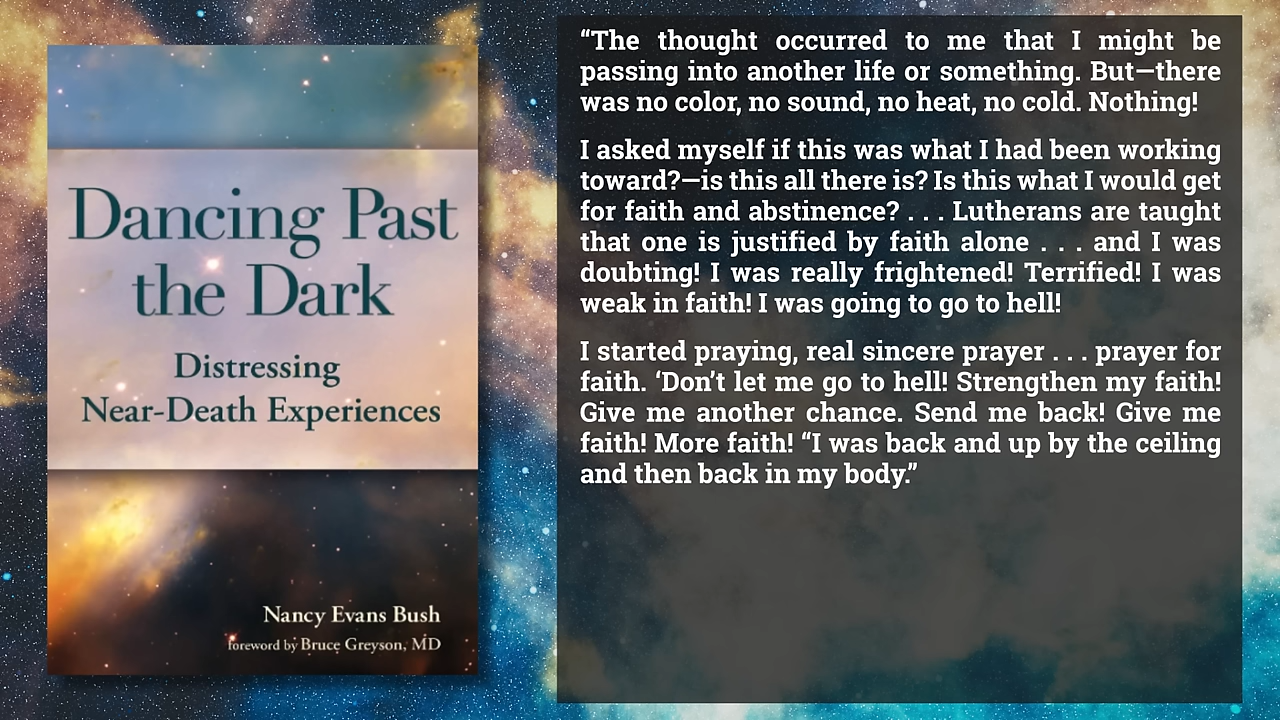 Dancing Past
the Dark
Distressing
Near-Death Experiences
Nancy Evans Bush
foreword by Bruce Greyson, MD
“The thought occurred to me that I might be
passing into another life or something. But—there
was no color, no sound, no heat, no cold. Nothing!
I asked myself if this was what I had been working
toward?—is this all there is? Is this what I would get
for faith and abstinence? . . . Lutherans are taught
that one is justified by faith alone . . . and I was
doubting! I was really frightened! Terrified! I was
weak in faith! I was going to go to hell!
I started praying, real sincere prayer . . . prayer for
faith. ‘Don’t let me go to hell! Strengthen my faith!
Give me another chance. Send me back! Give me
faith! More faith! “I was back and up by the ceiling
and then back in my body.”